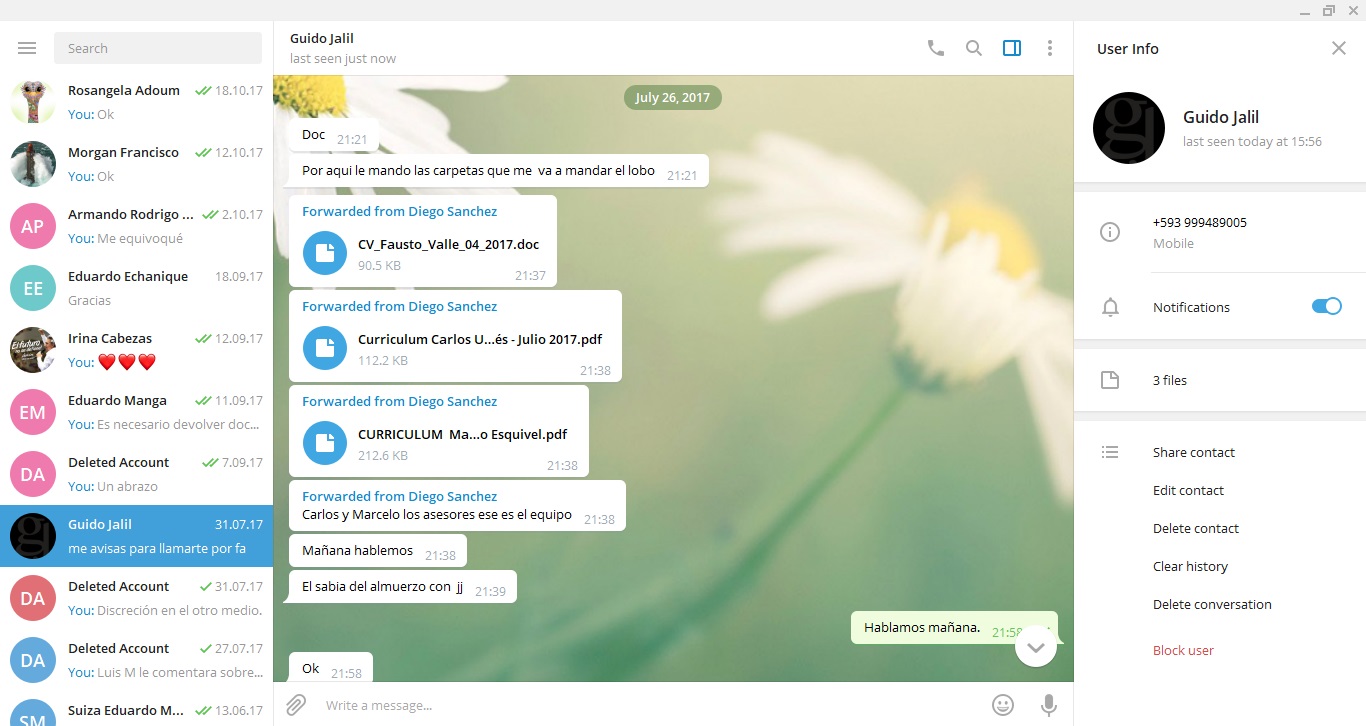 Search
Rosangela Adoum 18.10.17
You: Ok
Morgan Francisco 12.10.17
You: Ok
AP
Armando Rodrigo ... 2.10.17
You: Me equivoqué
EE
Eduardo Echanique 18.09.17
Gracias
El futuro
Irina Cabezas 12.09.17
You: ❤️❤️❤️
EM
Eduardo Manga 11.09.17
You: Es necesario devolver doc...
DA
Deleted Account 7.09.17
You: Un abrazo
gj
Guido Jalil 31.07.17
me avisas para llamarte por fa
DA
Deleted Account 31.07.17
You: Discreción en el otro medio.
DA
Deleted Account 27.07.17
You: Luis M le comentara sobre...
SM
Suiza Eduardo M... 13.06.17
Guido Jalil
last seen just now
July 26, 2017
Doc 21:21
Por aqui le mando las carpetas que me va a mandar el lobo 21:21
Forwarded from Diego Sanchez
CV_Fausto_Valle_04_2017.doc
90.5 KB
21:37
Forwarded from Diego Sanchez
Curriculum Carlos U...és - Julio 2017.pdf
112.2 KB
21:38
Forwarded from Diego Sanchez
CURRICULUM Ma...o Esquivel.pdf
212.6 KB
21:38
Forwarded from Diego Sanchez
Carlos y Marcelo los asesores ese es el equipo 21:38
Mañana hablemos 21:38
El sabia del almuerzo con jj 21:39
Hablamos mañana. 21:58
Ok 21:58
Write a message...
User Info
gj
Guido Jalil
last seen today at 15:56
+593 999489005
Mobile
Notifications
3 files
Share contact
Edit contact
Delete contact
Clear history
Delete conversation
Block user